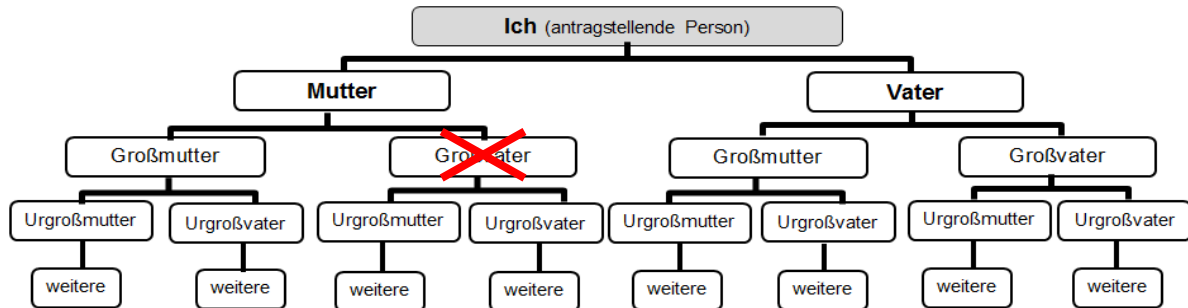 Ich (antragstellende Person)
Mutter Vater
Großmutter Großvater Großmutter Großvater
Urgroßmutter Urgroßvater Urgroßmutter Urgroßvater Urgroßmutter Urgroßvater Urgroßmutter Urgroßvater
weitere weitere weitere weitere weitere weitere weitere weitere